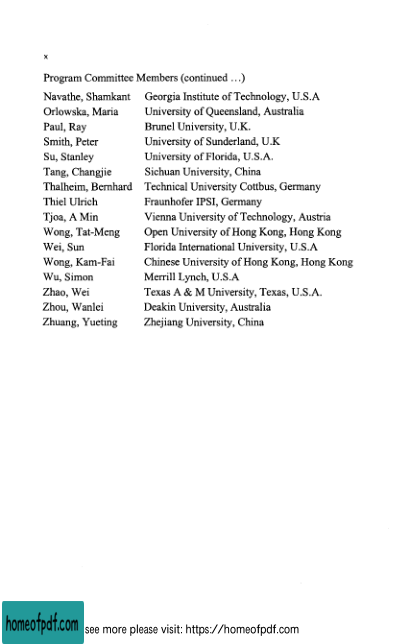 x
Program Committee Members (continued …)
Navathe, Shamkant Georgia Institute of Technology, U.S.A
Orlowska, Maria University of Queensland, Australia
Paul, Ray Brunel University, U.K.
Smith, Peter University of Sunderland, U.K
Su, Stanley University of Florida, U.S.A.
Tang, Changjie Sichuan University, China
Thalheim, Bernhard Technical University Cottbus, Germany
Thiel Ulrich Fraunhofer IPSI, Germany
Tjoa, A Min Vienna University of Technology, Austria
Wong, Tat-Meng Open University of Hong Kong, Hong Kong
Wei, Sun Florida International University, U.S.A
Wong, Kam-Fai Chinese University of Hong Kong, Hong Kong
Wu, Simon Merrill Lynch, U.S.A
Zhao, Wei Texas A & M University, Texas, U.S.A.
Zhou, Wanlei Deakin University, Australia
Zhuang, Yueting Zhejiang University, China
homeofpdf.com see more please visit: https://homeofpdf.com